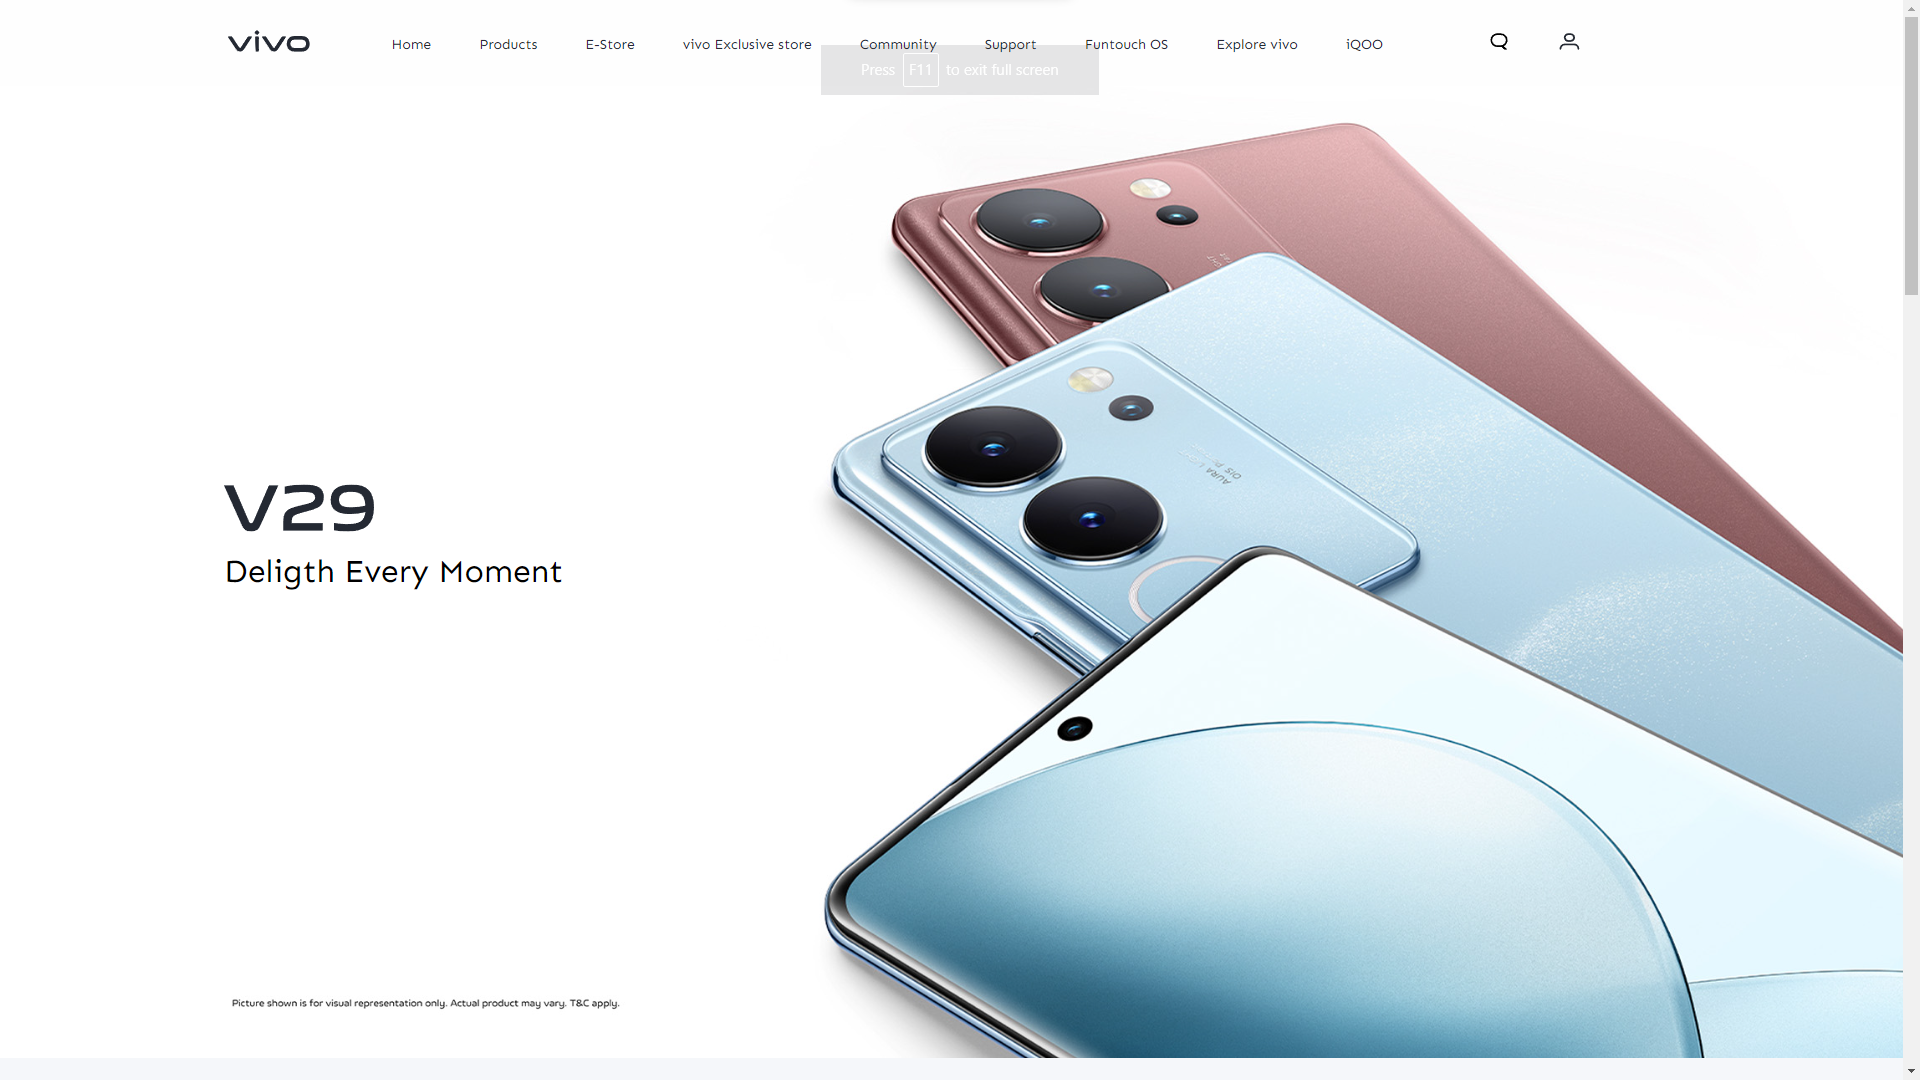 vivo
Home Products E-Store vivo Exclusive store Community Support Funtouch OS Explore vivo iQOO
Press F11 to exit full screen
V29
Deligth Every Moment
Picture shown is for visual representation only. Actual product may vary. T&C apply.